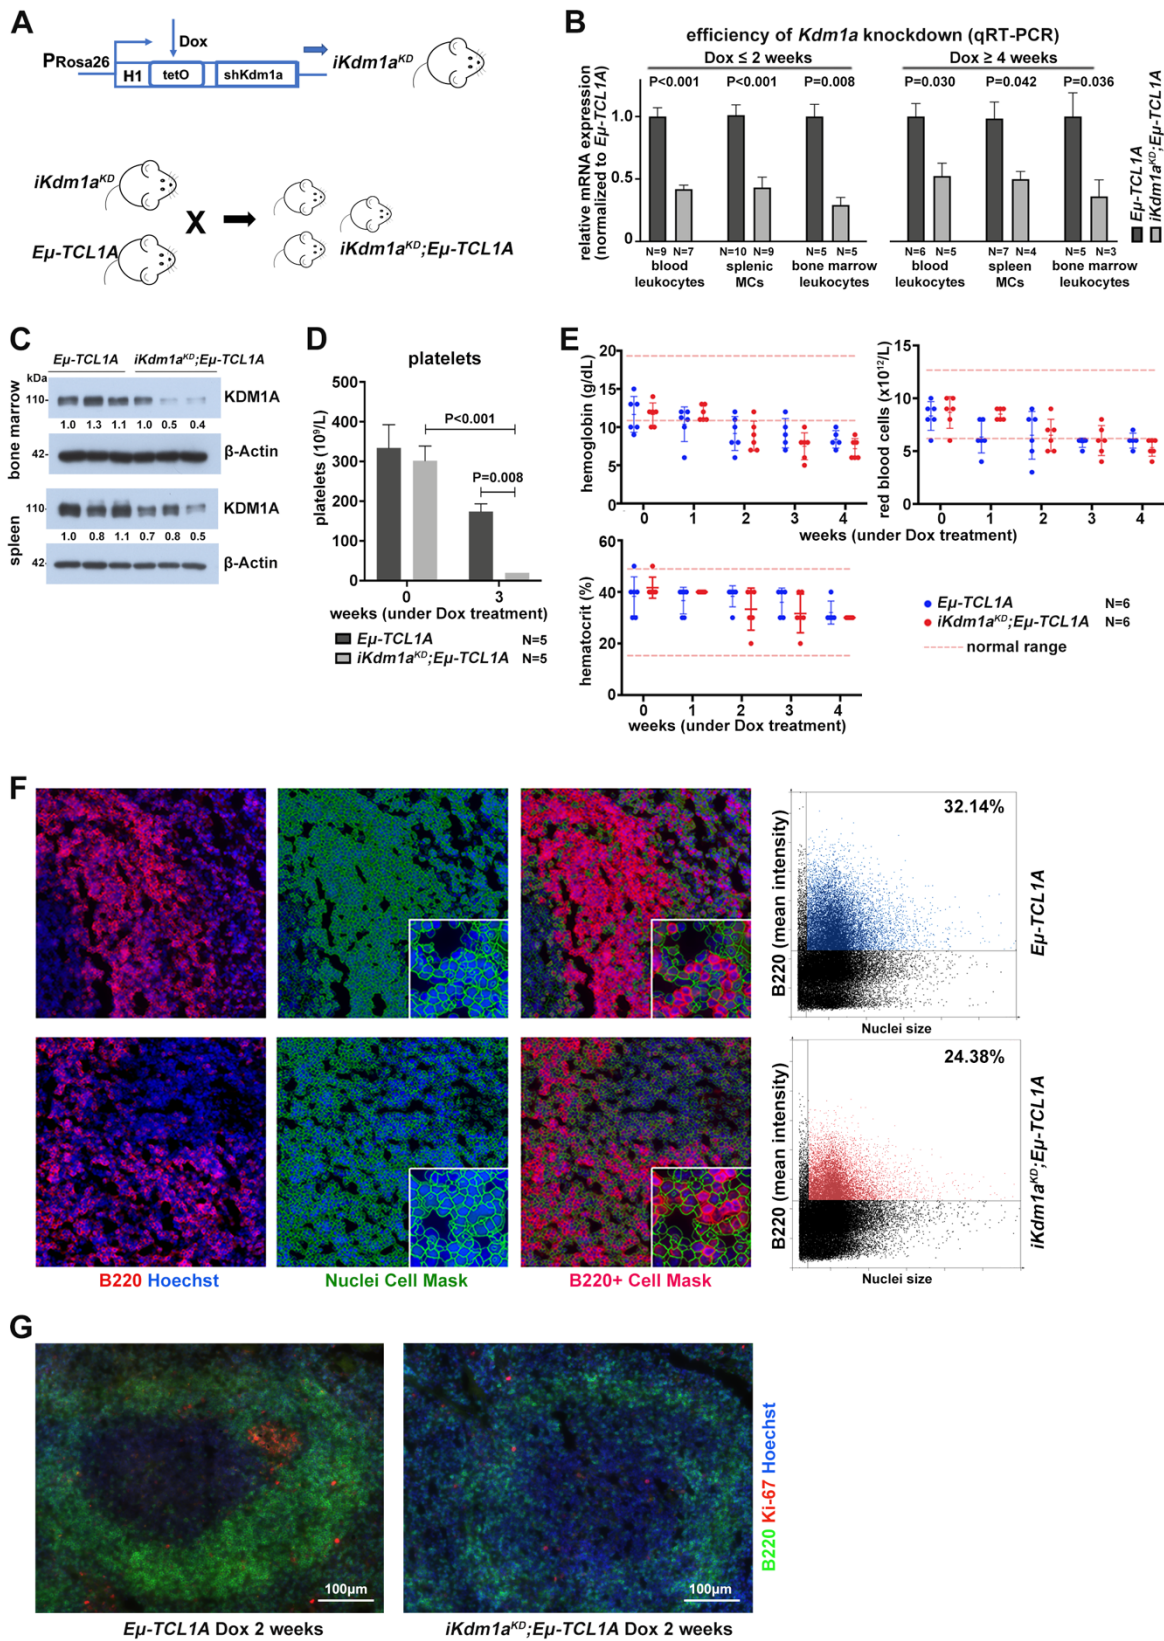 A
Dox
PRosa26
H1 tetO shKdm1a
iKdm1aKD
iKdm1aKD
X
Eµ-TCL1A
iKdm1aKD;Eµ-TCL1A
B
efficiency of Kdm1a knockdown (qRT-PCR)
Dox ≤ 2 weeks
Dox ≥ 4 weeks
P<0.001 P<0.001 P=0.008 P=0.030 P=0.042 P=0.036
relative mRNA expression
(normalized to Eµ-TCL1A)
1.0
0.5
0
N=9 N=7 N=10 N=9 N=5 N=5 N=6 N=5 N=7 N=4 N=5 N=3
blood splenic bone marrow blood spleen bone marrow
leukocytes MCs leukocytes leukocytes MCs leukocytes
Eµ-TCL1A
iKdm1aKD;Eµ-TCL1A
C
Eµ-TCL1A iKdm1aKD;Eµ-TCL1A
kDa
bone marrow
110- KDM1A
1.0 1.3 1.1 1.0 0.5 0.4
42- β-Actin
spleen
110- KDM1A
1.0 0.8 1.1 0.7 0.8 0.5
42- β-Actin
D
platelets
platelets (10⁹/L)
500
400
300
200
100
0
P<0.001
P=0.008
0 3
weeks (under Dox treatment)
Eµ-TCL1A N=5
iKdm1aKD;Eµ-TCL1A N=5
E
hemoglobin (g/dL)
20
15
10
5
0
0 1 2 3 4
red blood cells (x10¹²/L)
15
10
5
0
0 1 2 3 4
weeks (under Dox treatment)
hematocrit (%)
60
40
20
0
0 1 2 3 4
weeks (under Dox treatment)
Eµ-TCL1A N=6
iKdm1aKD;Eµ-TCL1A N=6
normal range
F
32.14%
B220 (mean intensity)
Nuclei size
Eµ-TCL1A
24.38%
B220 (mean intensity)
Nuclei size
iKdm1aKD;Eµ-TCL1A
B220 Hoechst
Nuclei Cell Mask
B220+ Cell Mask
G
100µm
100µm
B220 Ki-67 Hoechst
Eµ-TCL1A Dox 2 weeks
iKdm1aKD;Eµ-TCL1A Dox 2 weeks